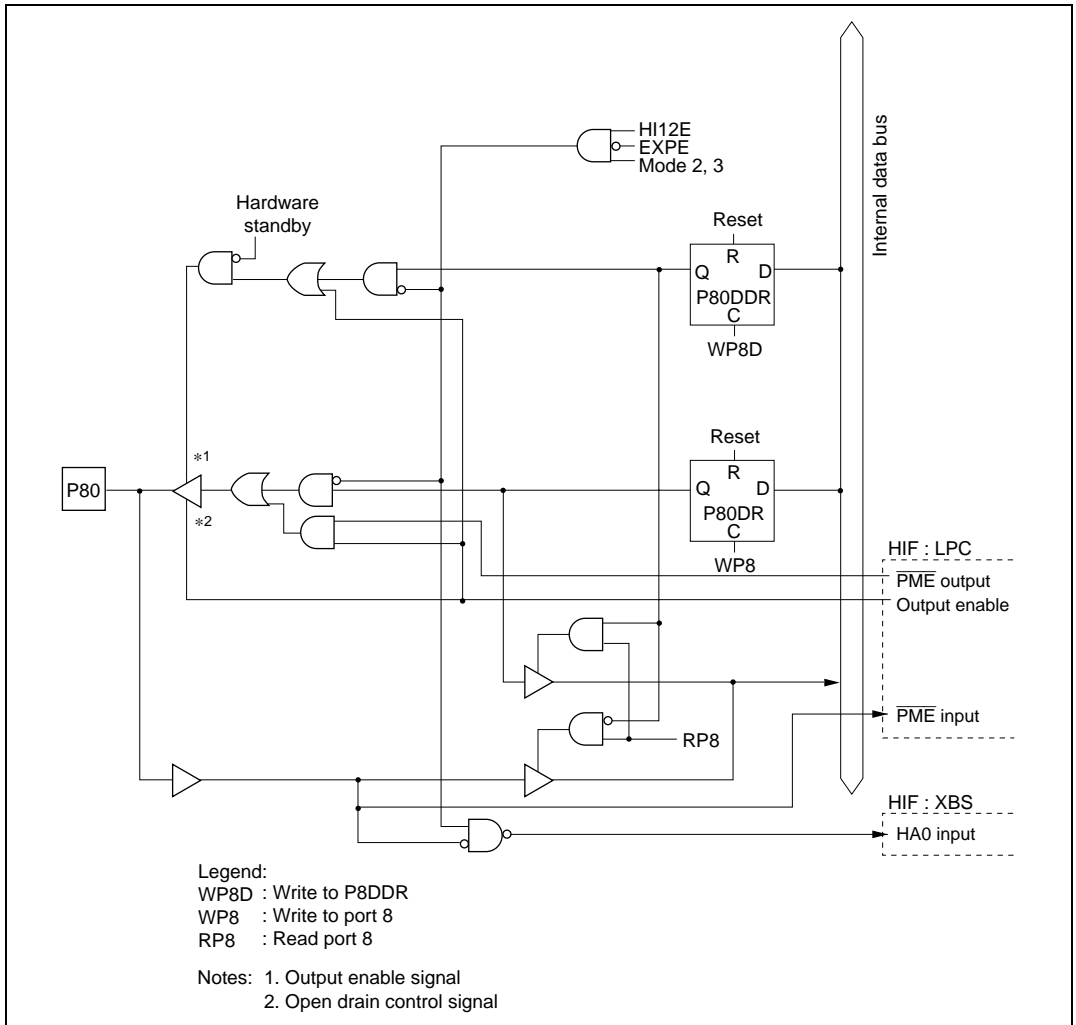 HI12E
EXPE
Mode 2, 3
Internal data bus
Hardware
standby
Reset
R
Q D
P80DDR
C
WP8D
*1
P80
*2
Reset
R
Q D
P80DR
C
WP8
HIF : LPC
PME output
Output enable
PME input
RP8
HIF : XBS
HA0 input
Legend:
WP8D : Write to P8DDR
WP8 : Write to port 8
RP8 : Read port 8
Notes: 1. Output enable signal
2. Open drain control signal